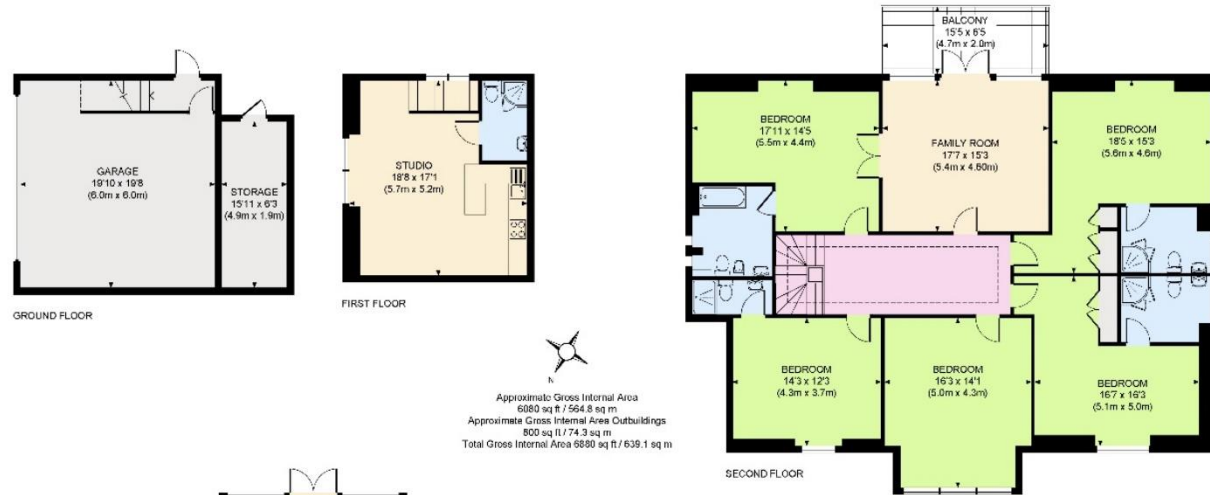 GARAGE
19'10 x 19'8
(6.0m x 6.0m)
STORAGE
15'11 x 6'3
(4.9m x 1.9m)
GROUND FLOOR
STUDIO
18'8 x 17'1
(5.7m x 5.2m)
FIRST FLOOR
N
Approximate Gross Internal Area
6080 sq ft / 564.8 sq m
Approximate Gross Internal Area Outbuildings
800 sq ft / 74.3 sq m
Total Gross Internal Area 6880 sq ft / 639.1 sq m
BALCONY
15'5 x 6'5
(4.7m x 2.0m)
BEDROOM
17'11 x 14'5
(5.5m x 4.4m)
FAMILY ROOM
17'7 x 15'3
(5.4m x 4.60m)
BEDROOM
18'5 x 15'3
(5.6m x 4.6m)
BEDROOM
14'3 x 12'3
(4.3m x 3.7m)
BEDROOM
16'3 x 14'1
(5.0m x 4.3m)
BEDROOM
16'7 x 16'3
(5.1m x 5.0m)
SECOND FLOOR